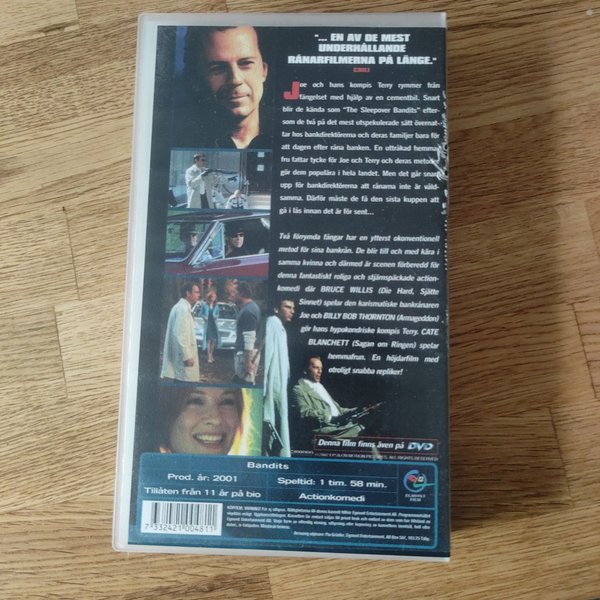 "... EN AV DE MEST
UNDERHÅLLANDE
RÅNARFILMERNA PÅ LÄNGE."
Joe och hans kompis Terry rymmer från
fängelset med hjälp av en cementbil. Snart
blir de kända som "The Sleepover Bandits" efter-
som de två på det mest utspekulerade sätt övernat-
tar hos bankdirektörerna och deras familjer bara för
att dagen efter råna banken. En uttråkad hemma
fru fattar tycke för Joe och Terry och deras metod
gör dem populära i hela landet. Men det går snart
upp för bankdirektörerna att rånarna inte är våld-
samma. Därför måste de få den sista kuppen att
gå i lås innan det är för sent...
Två förrymda fångar har en ytterst okonventionell
metod för sina bankrån. De blir till och med kära i
samma kvinna och därmed är scenen förberedd för
denna fantastiskt roliga och stjärnspäckade action-
komedi där BRUCE WILLIS (Die Hard, Sjätte
Sinnet) spelar den karismatiske bankrånaren
Joe och BILLY BOB THORNTON (Armageddon)
gör hans hypokondriske kompis Terry. CATE
BLANCHETT (Sagan om Ringen) spelar
hemmafrun. En höjdarfilm med
otroligt snabba repliker!
Denna film finns även på DVD
Bandits
Prod. år: 2001
Speltid: 1 tim. 58 min.
Tillåten från 11 år på bio
Actionkomedi
EGMONT
FILM
7 332421 004811